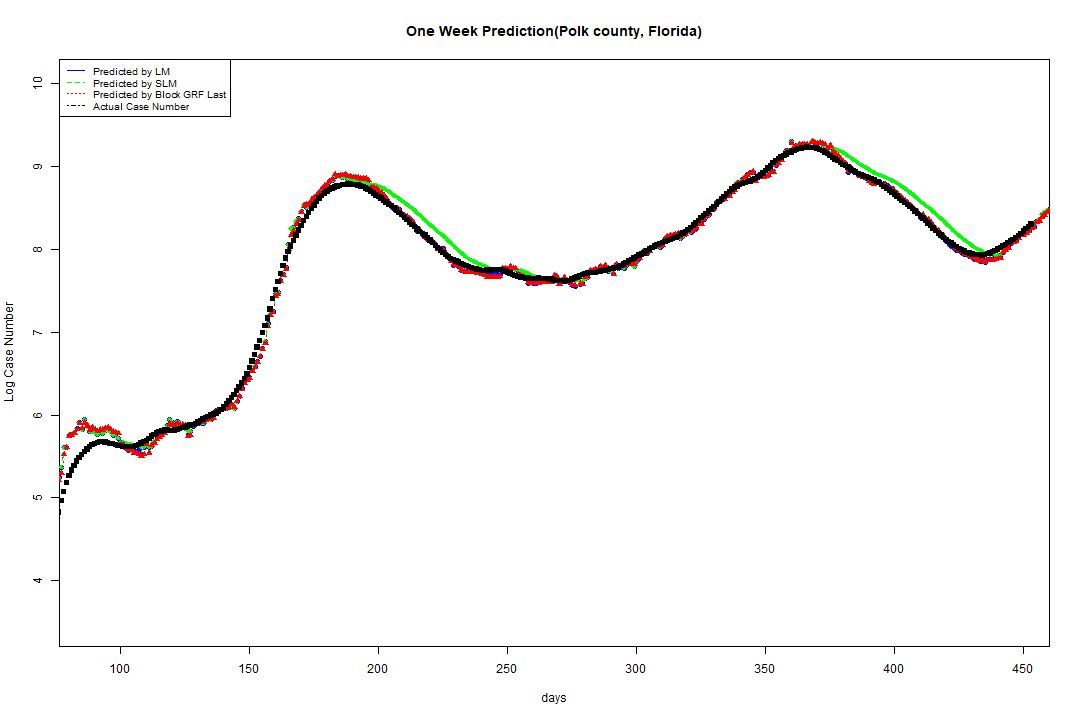 One Week Prediction(Polk county, Florida)
Predicted by LM
Predicted by SLM
Predicted by Block GRF Last
Actual Case Number
10
9
8
7
6
5
4
Log Case Number
100 150 200 250 300 350 400 450
days